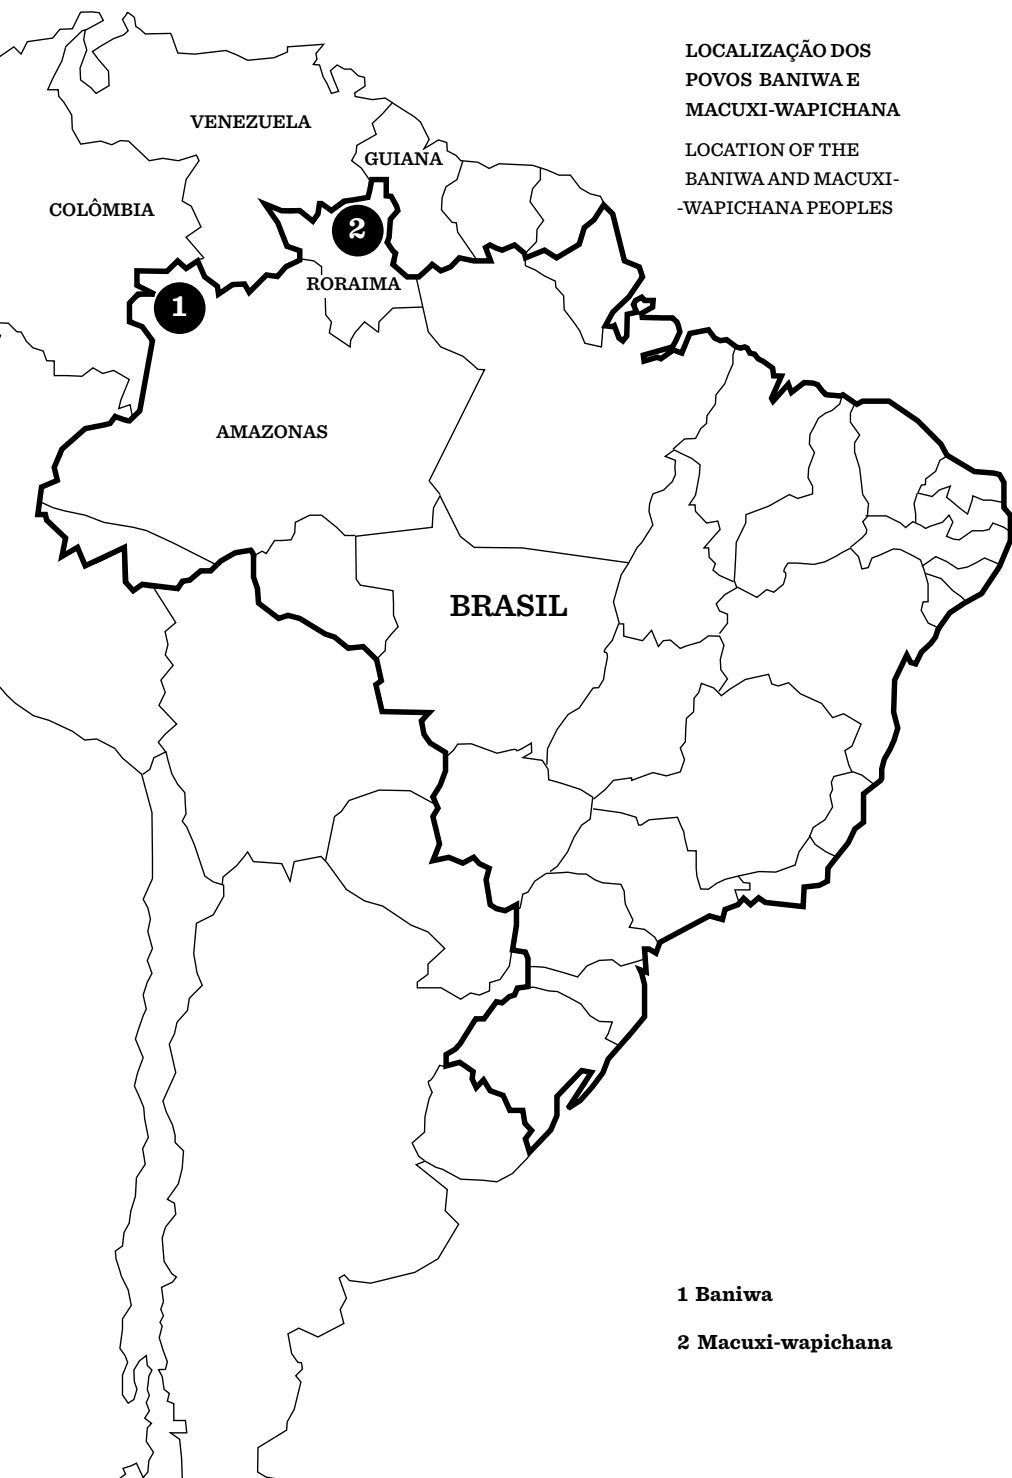 LOCALIZAÇÃO DOS
POVOS BANIWA E
MACUXI-WAPICHANA
LOCATION OF THE
BANIWA AND MACUXI-
-WAPICHANA PEOPLES
VENEZUELA
GUIANA
COLÔMBIA
2
RORAIMA
1
AMAZONAS
BRASIL
1 Baniwa
2 Macuxi-wapichana